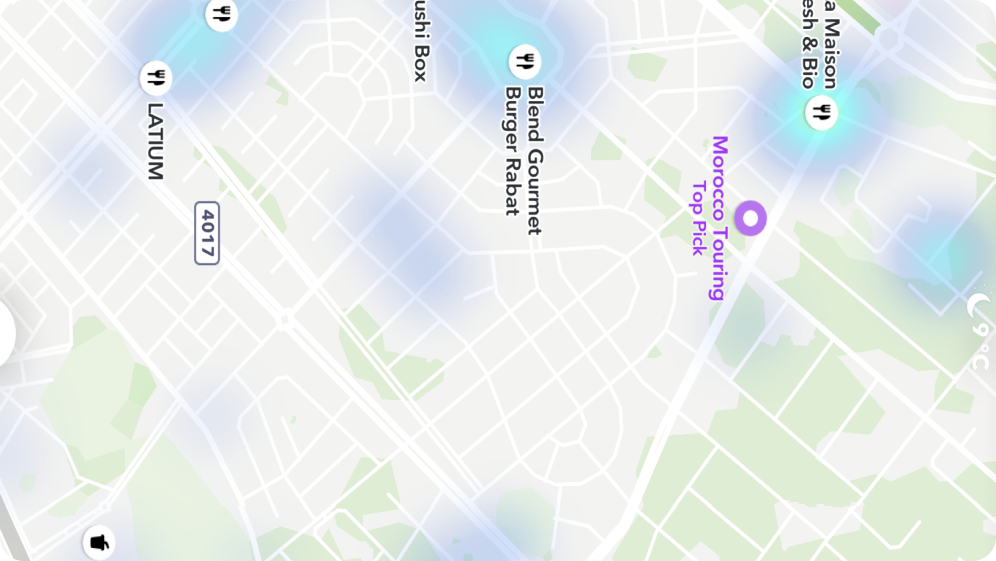 ushi Box
a Maison
esh & Bio
Blend Gourmet
Burger Rabat
LATIUM
Morocco Touring
Top Pick
4017
9°C